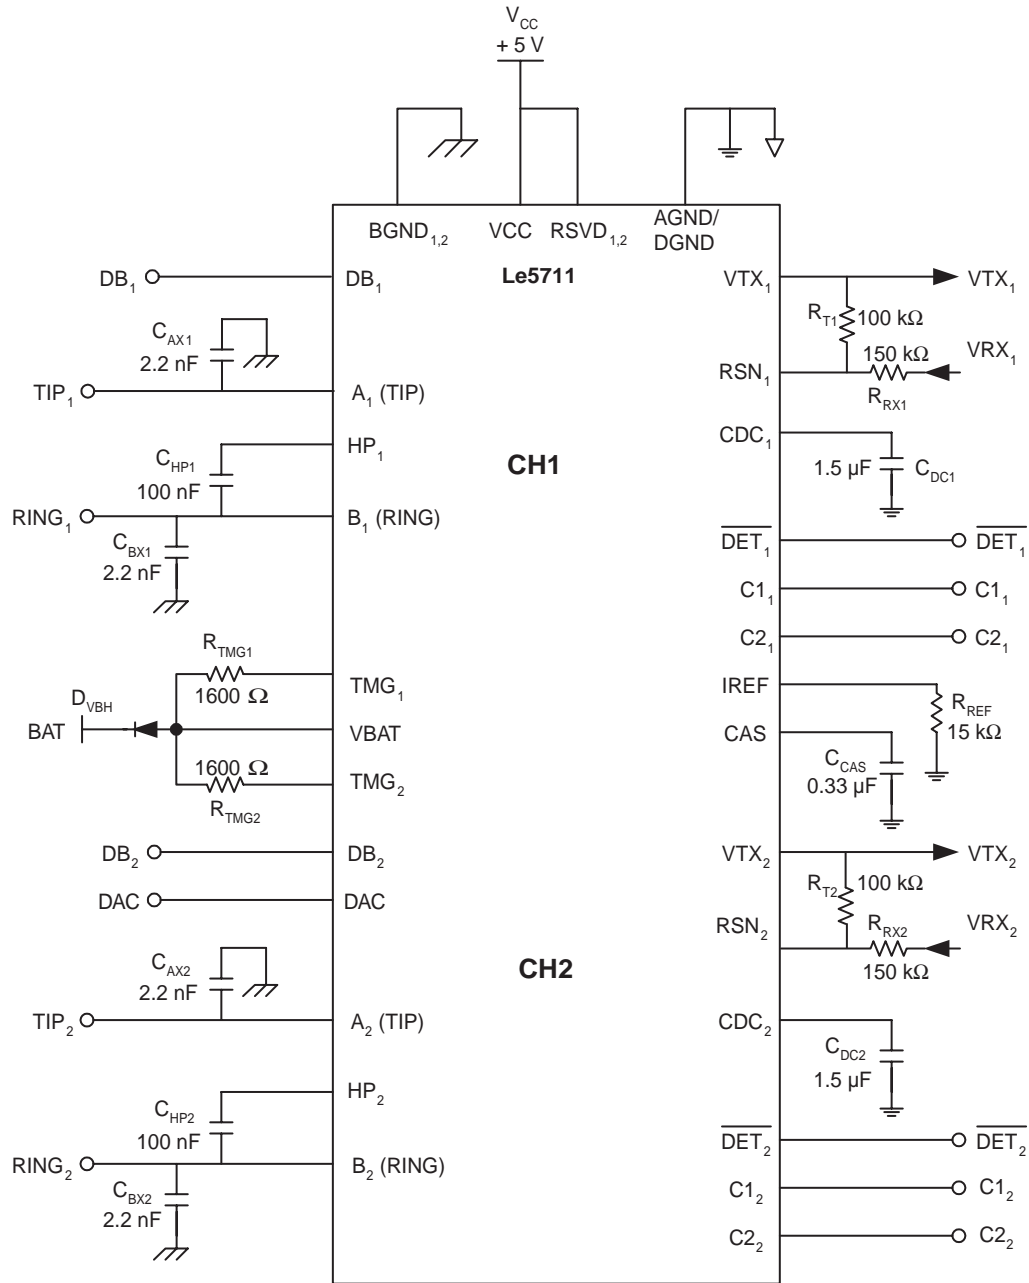 V_CC
+ 5 V
BGND_1,2
VCC
RSVD_1,2
AGND/
DGND
Le5711
DB_1
DB_1
VTX_1
VTX_1
C_AX1
2.2 nF
R_T1
100 kΩ
150 kΩ
VRX_1
TIP_1
A_1 (TIP)
RSN_1
R_RX1
HP_1
CDC_1
C_HP1
100 nF
CH1
1.5 µF
C_DC1
RING_1
B_1 (RING)
C_BX1
2.2 nF
DET_1
DET_1
C1_1
C1_1
C2_1
C2_1
R_TMG1
1600 Ω
TMG_1
IREF
R_REF
15 kΩ
D_VBH
BAT
VBAT
CAS
C_CAS
0.33 µF
1600 Ω
TMG_2
R_TMG2
DB_2
DB_2
VTX_2
VTX_2
R_T2
100 kΩ
DAC
DAC
RSN_2
R_RX2
VRX_2
150 kΩ
C_AX2
2.2 nF
CH2
TIP_2
A_2 (TIP)
CDC_2
C_DC2
1.5 µF
HP_2
C_HP2
100 nF
DET_2
DET_2
RING_2
B_2 (RING)
C_BX2
2.2 nF
C1_2
C1_2
C2_2
C2_2